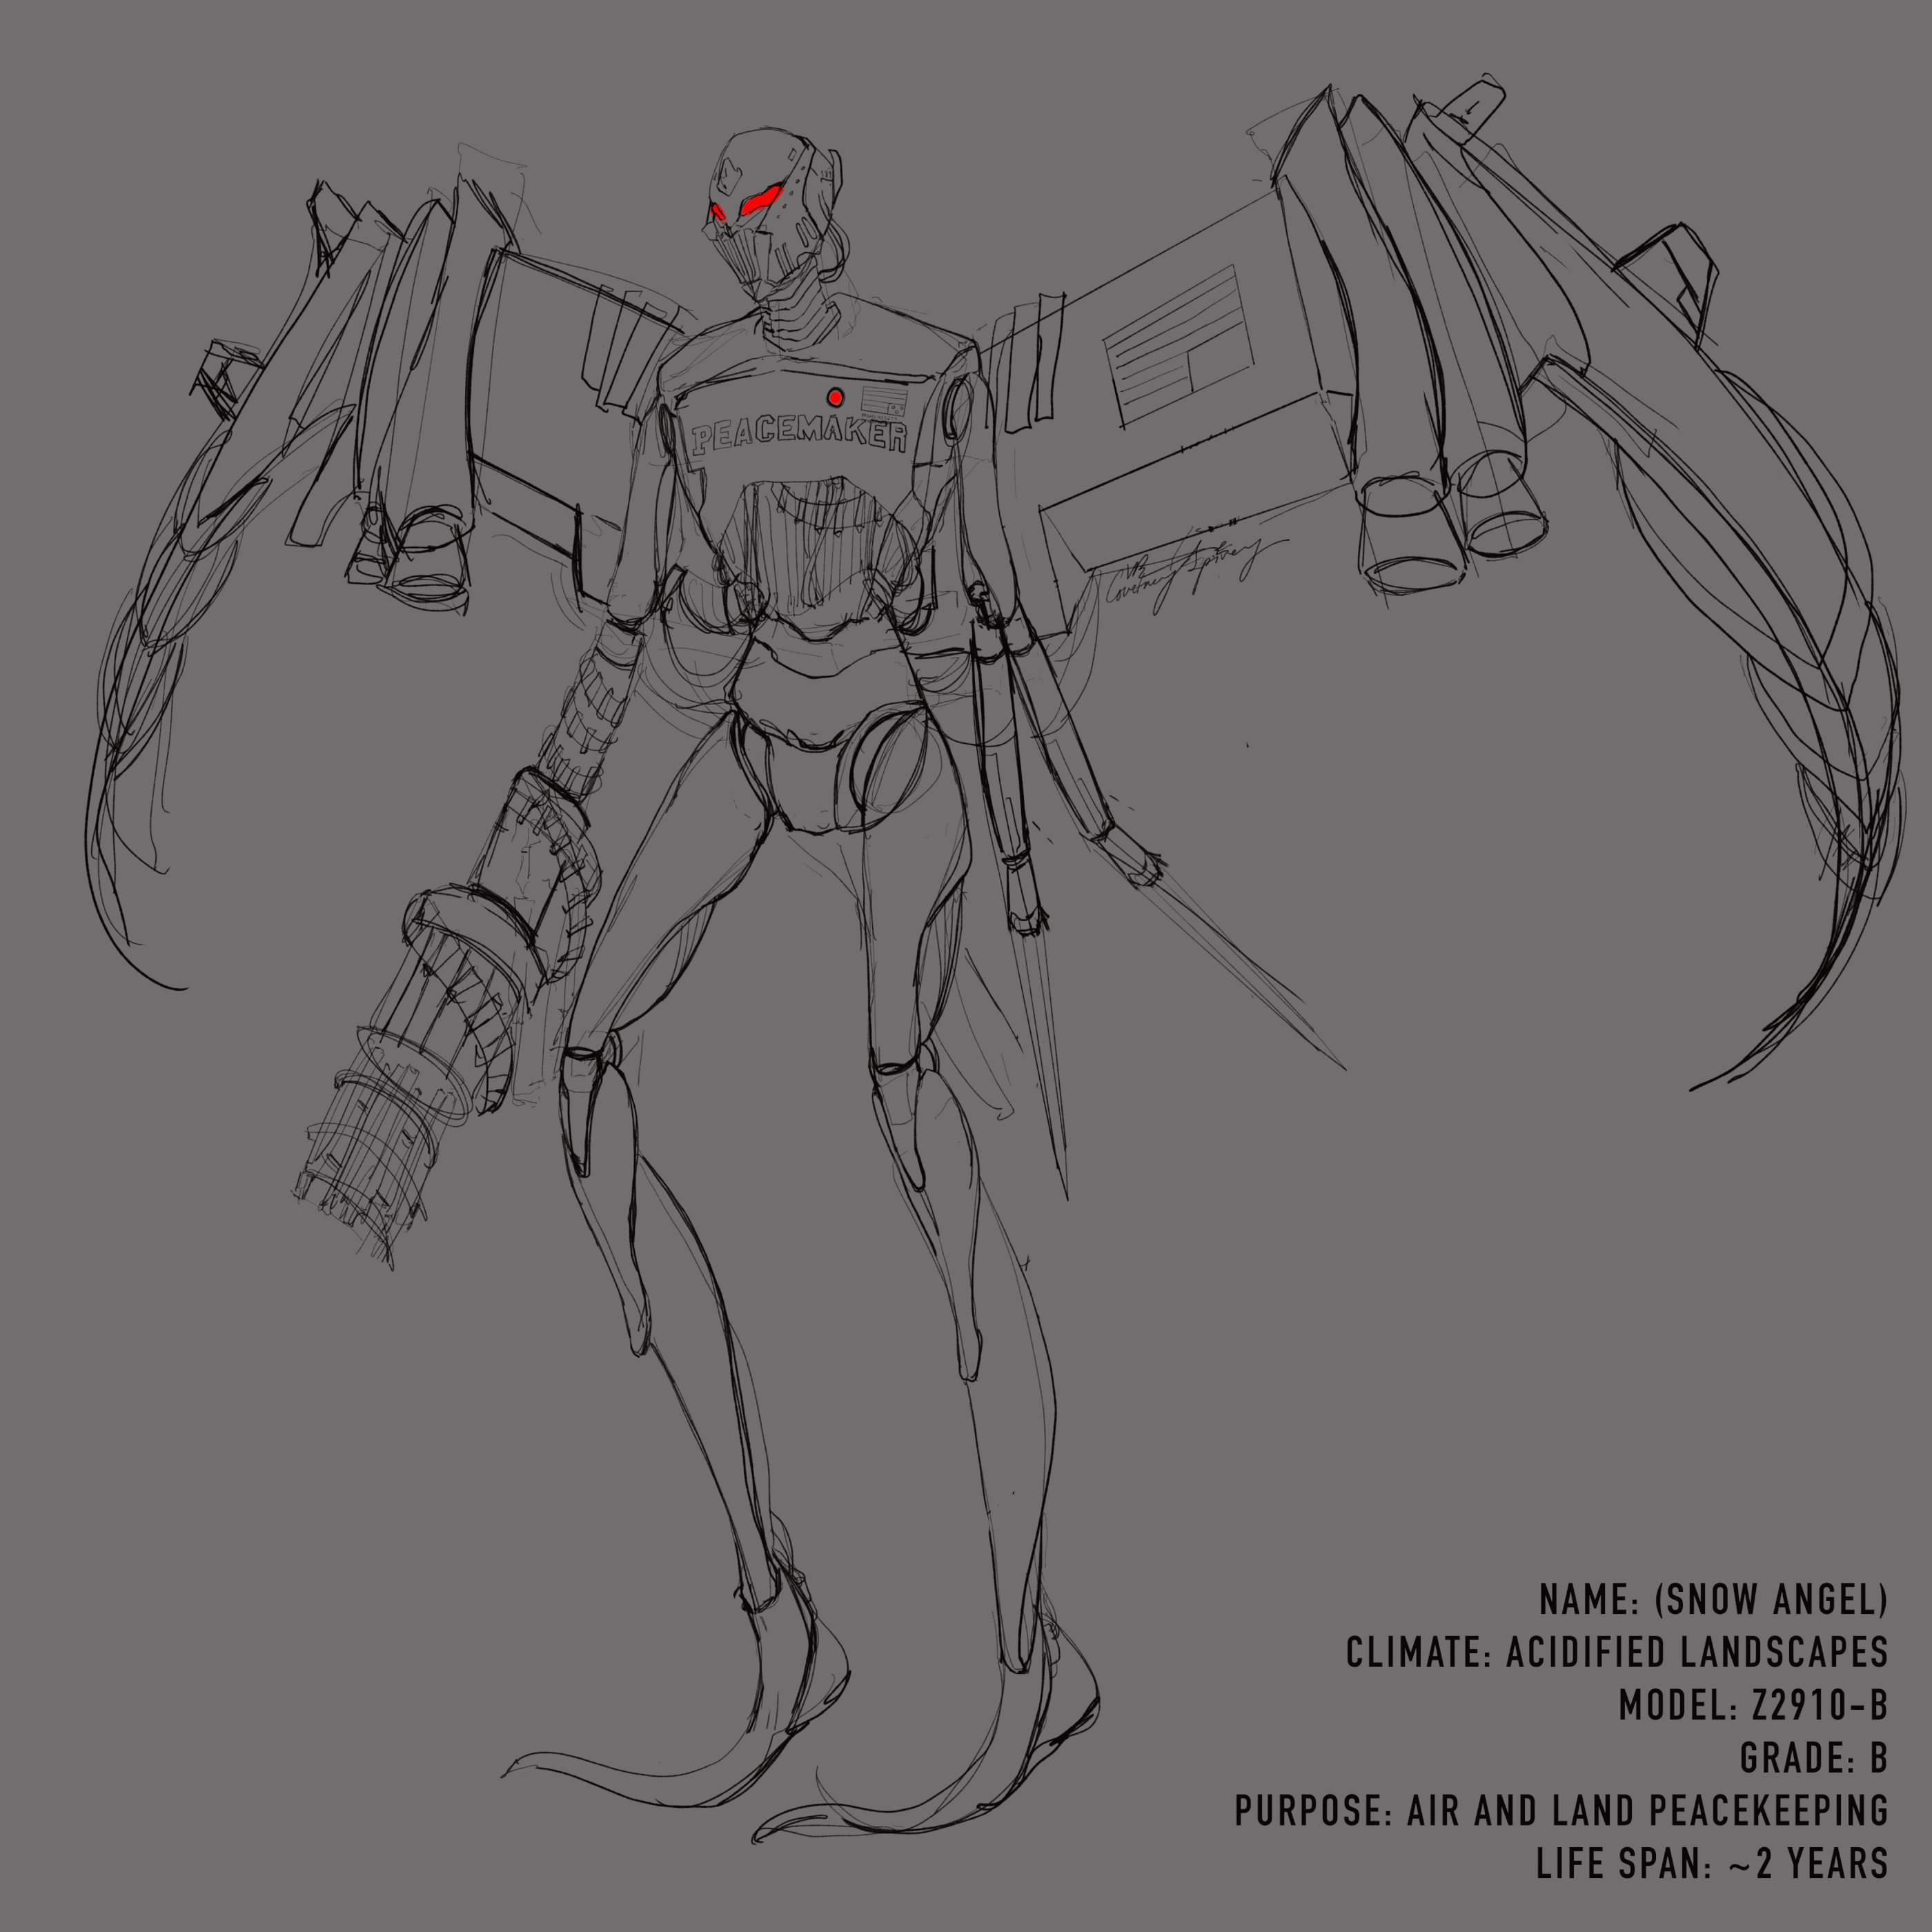 PEACEMAKER
NAME: (SNOW ANGEL)
CLIMATE: ACIDIFIED LANDSCAPES
MODEL: Z2910-B
GRADE: B
PURPOSE: AIR AND LAND PEACEKEEPING
LIFE SPAN: ~2 YEARS